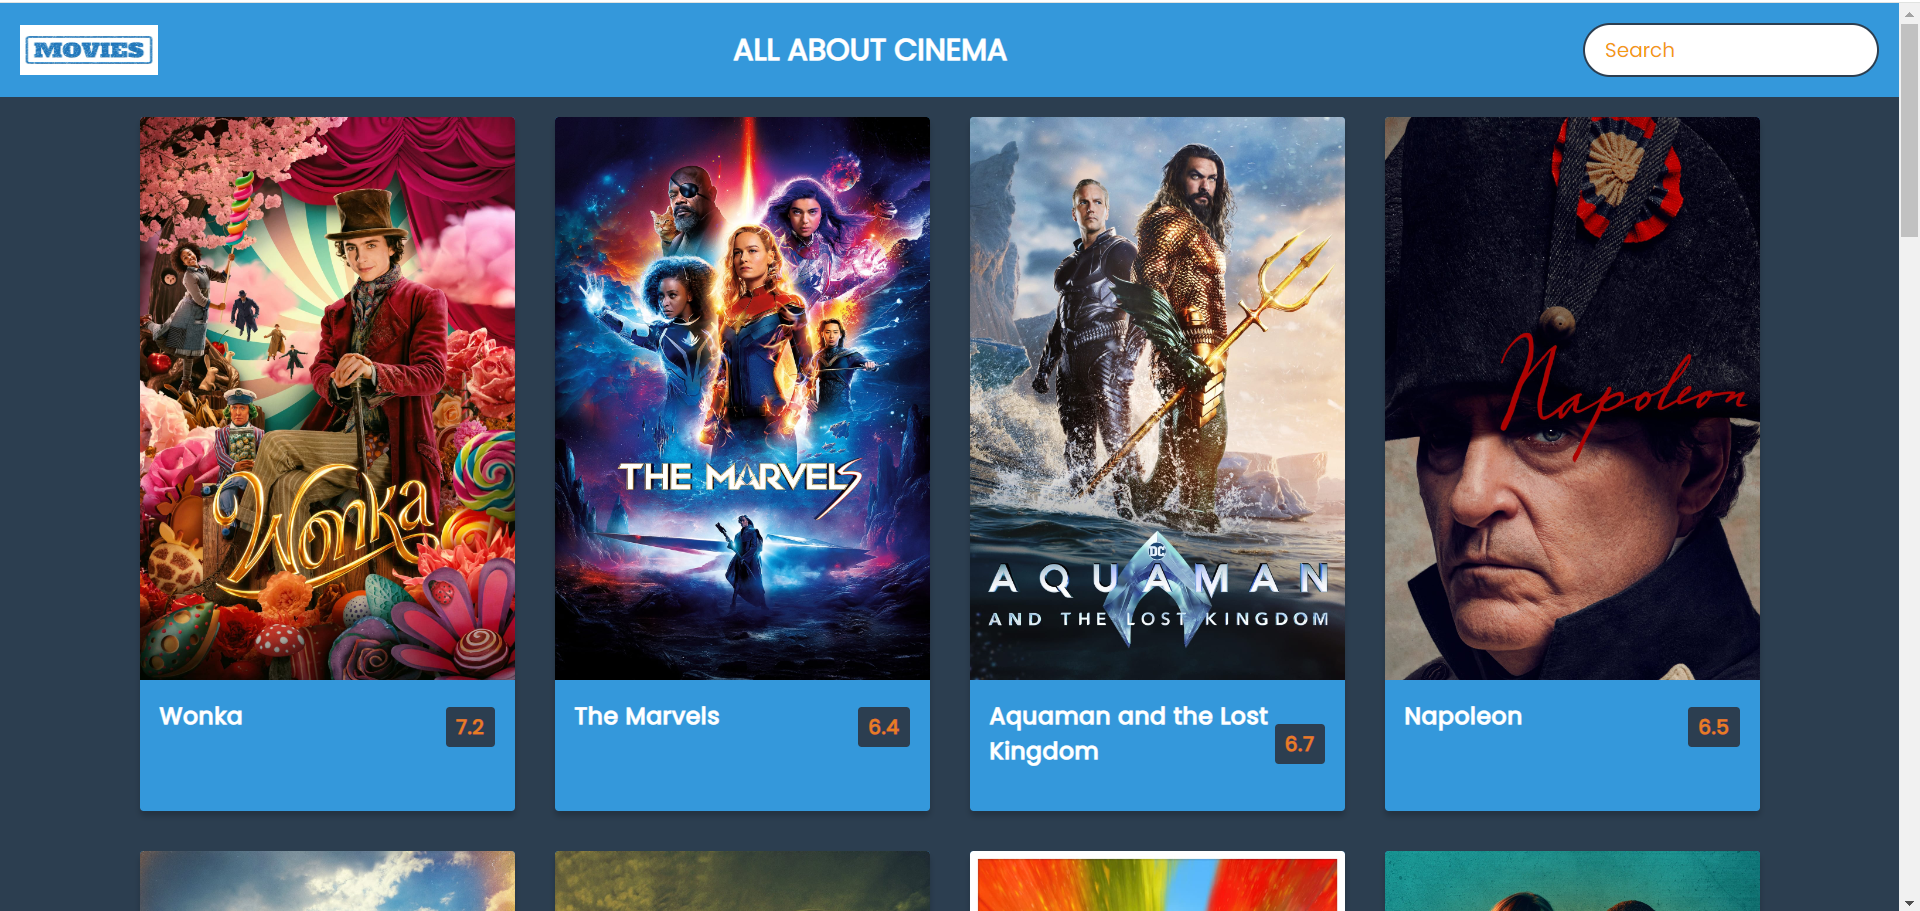 MOVIES
ALL ABOUT CINEMA
Search
Wonka
THE MARVELS
DC
AQUAMAN
AND THE LOST KINGDOM
Napoleon
Wonka
7.2
The Marvels
6.4
Aquaman and the Lost
Kingdom
6.7
Napoleon
6.5